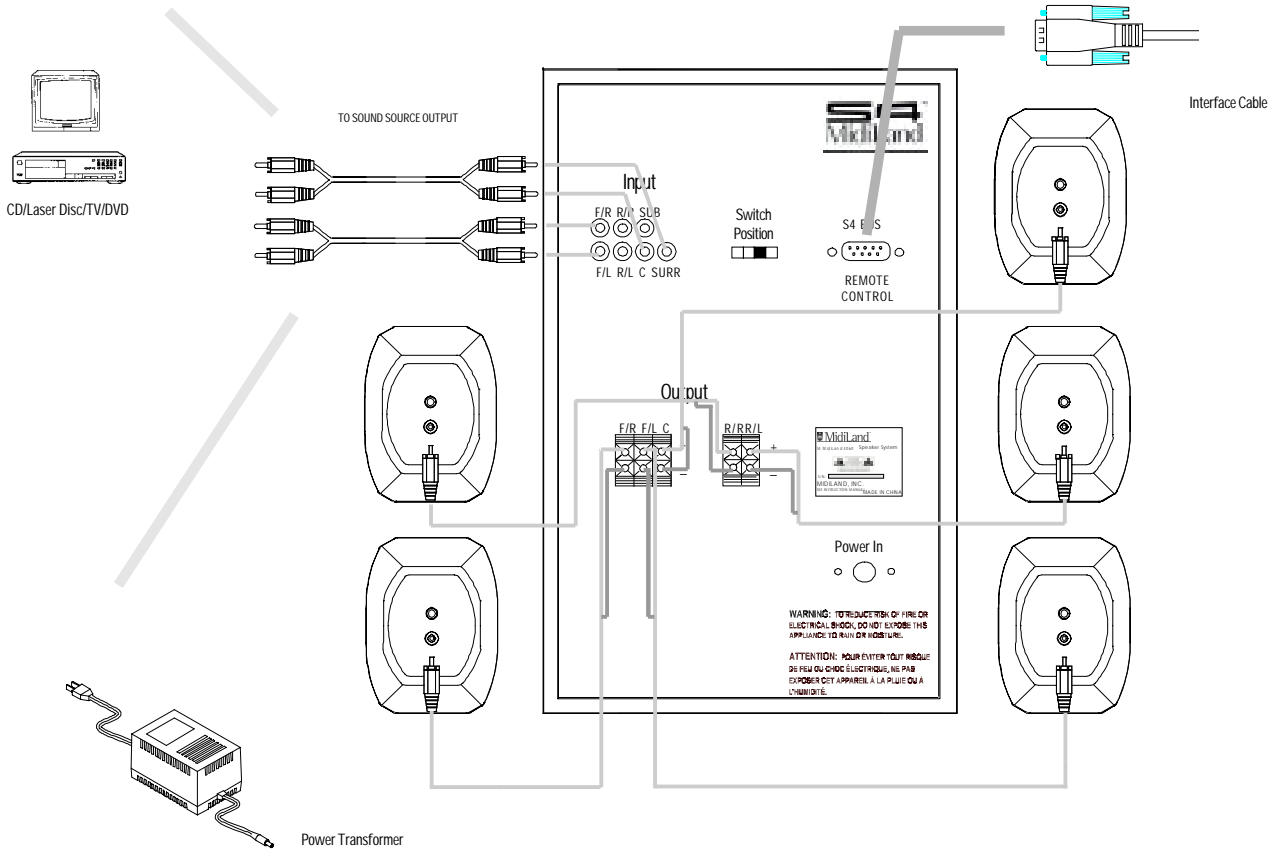 TO SOUND SOURCE OUTPUT
CD/Laser Disc/TV/DVD
Interface Cable
S4
MidiLand
Input
F/R R/R SUB
F/L R/L C SURR
Switch
Position
S4 BUS
REMOTE
CONTROL
Output
F/R F/L C
R/R R/L
+
–
–
MidiLand
Speaker System
MIDILAND, INC.
MADE IN CHINA
Power In
WARNING: TO REDUCE RISK OF FIRE OR
ELECTRICAL SHOCK, DO NOT EXPOSE THIS
APPLIANCE TO RAIN OR MOISTURE.
ATTENTION: POUR ÉVITER TOUT RISQUE
DE FEU OU CHOC ÉLECTRIQUE, NE PAS
EXPOSER CET APPAREIL À LA PLUIE OU À
L'HUMIDITÉ.
Power Transformer